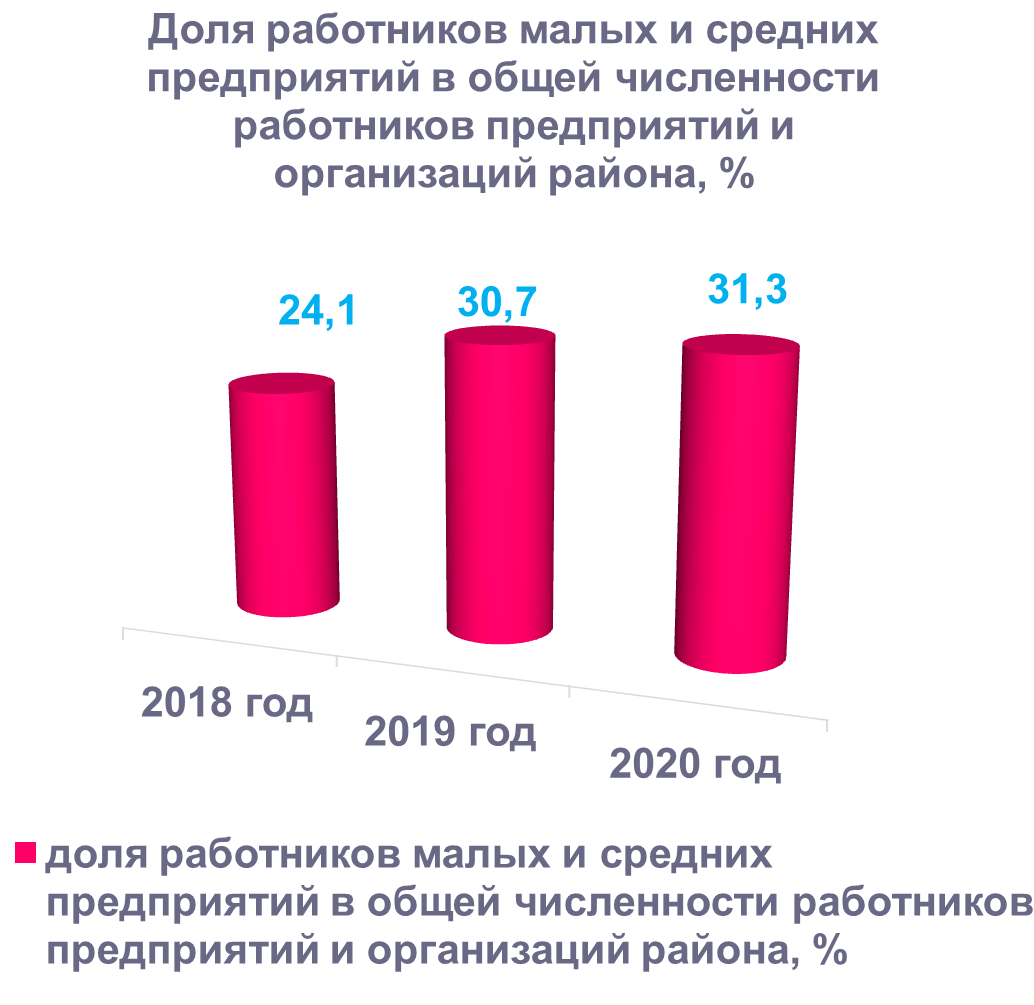 Доля работников малых и средних
предприятий в общей численности
работников предприятий и
организаций района, %
24,1
30,7
31,3
2018 год
2019 год
2020 год
доля работников малых и средних
предприятий в общей численности работников
предприятий и организаций района, %